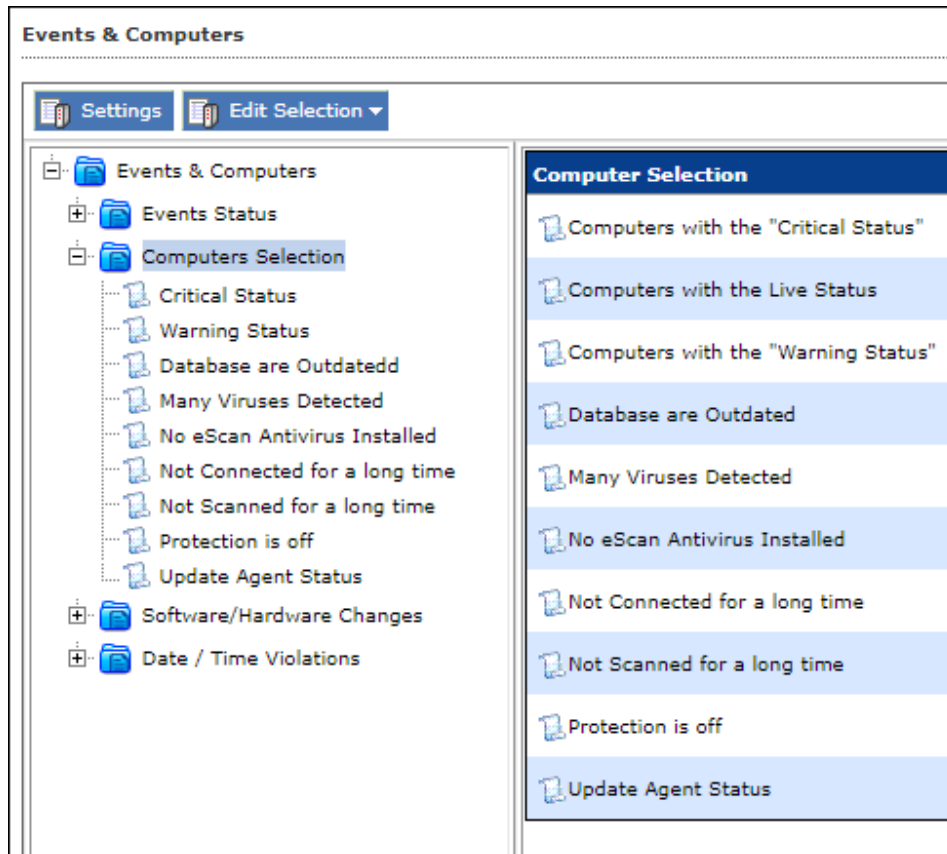 Events & Computers
Settings
Edit Selection
Events & Computers
Events Status
Computers Selection
Critical Status
Warning Status
Database are Outdatedd
Many Viruses Detected
No eScan Antivirus Installed
Not Connected for a long time
Not Scanned for a long time
Protection is off
Update Agent Status
Software/Hardware Changes
Date / Time Violations
Computer Selection
Computers with the "Critical Status"
Computers with the Live Status
Computers with the "Warning Status"
Database are Outdated
Many Viruses Detected
No eScan Antivirus Installed
Not Connected for a long time
Not Scanned for a long time
Protection is off
Update Agent Status